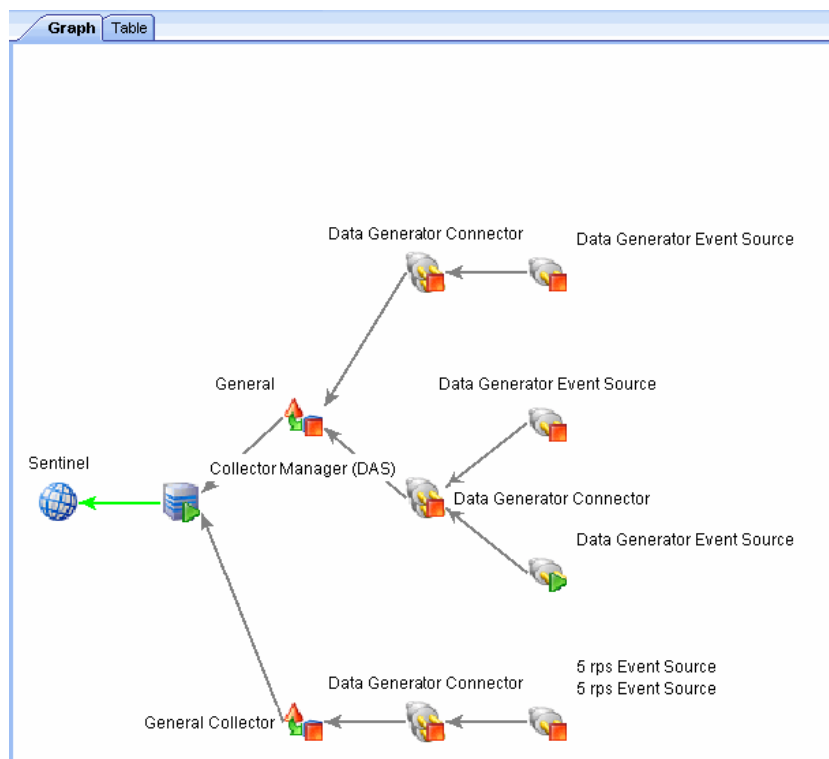 Graph Table
Data Generator Connector
Data Generator Event Source
General
Data Generator Event Source
Sentinel
Collector Manager (DAS)
Data Generator Connector
Data Generator Event Source
5 rps Event Source
5 rps Event Source
Data Generator Connector
General Collector